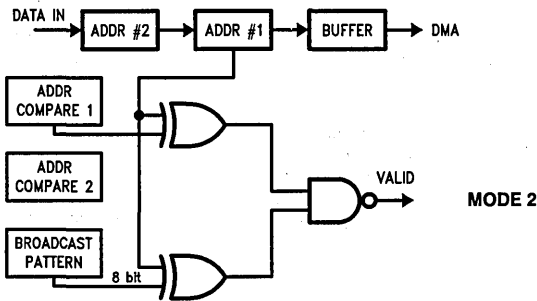 DATA IN
ADDR #2
ADDR #1
BUFFER
DMA
ADDR
COMPARE 1
ADDR
COMPARE 2
VALID
MODE 2
BROADCAST
PATTERN
8 bit